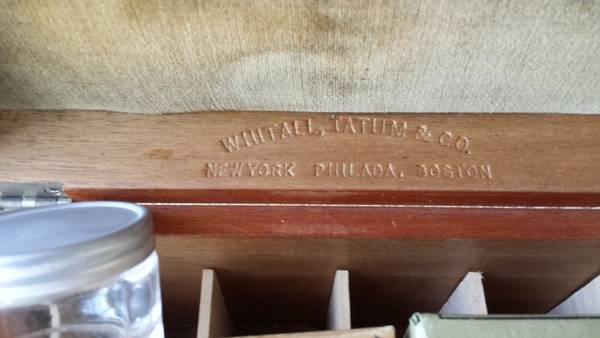 WHITALL, TATUM & CO.
NEW YORK PHILADA. BOSTON